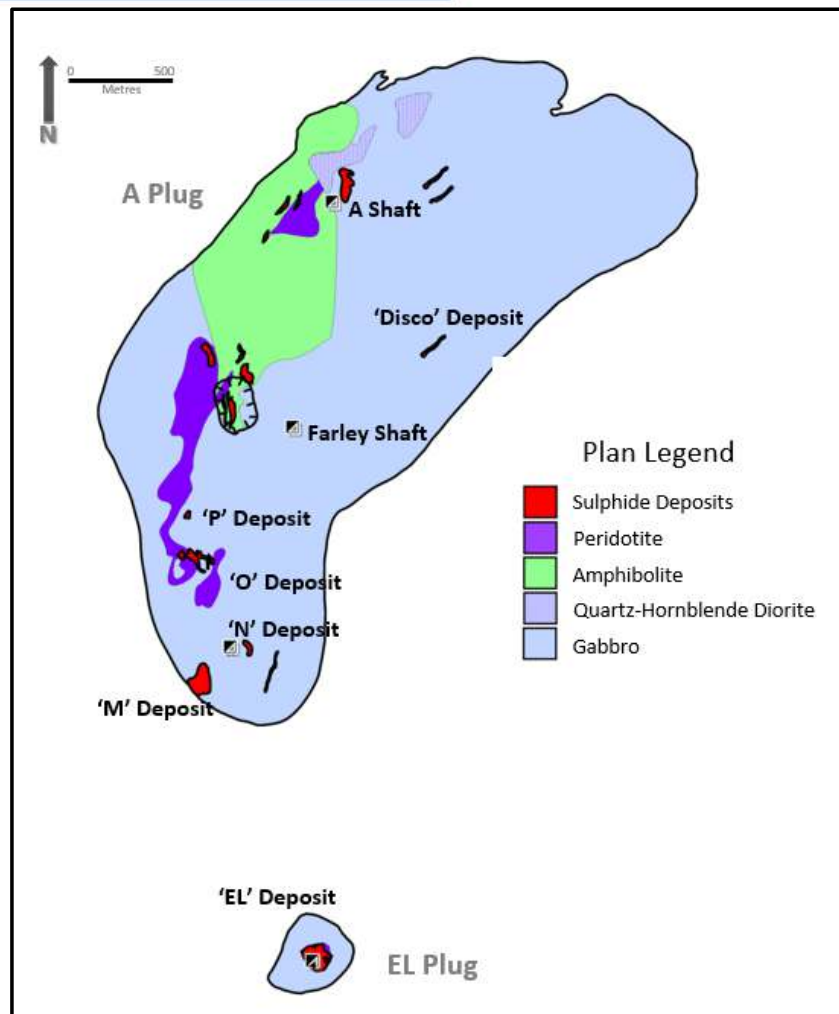 0 500
Metres
N
A Plug
A Shaft
‘Disco’ Deposit
Farley Shaft
Plan Legend
Sulphide Deposits
Peridotite
‘P’ Deposit
Amphibolite
‘O’ Deposit
Quartz-Hornblende Diorite
‘N’ Deposit
Gabbro
‘M’ Deposit
‘EL’ Deposit
EL Plug